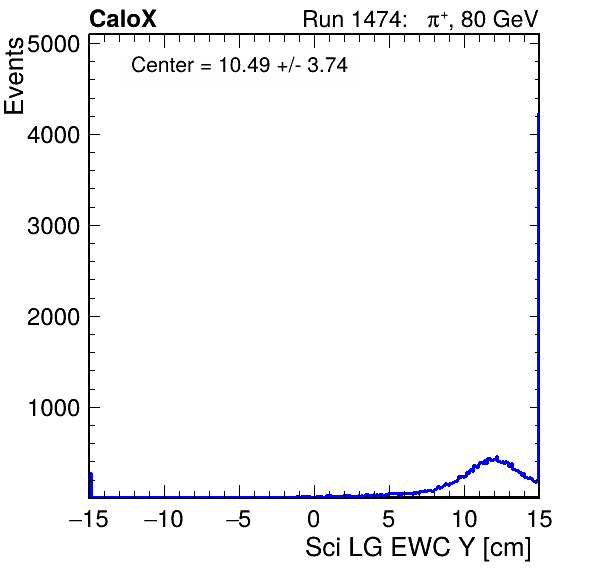 CaloX Run 1474: π⁺, 80 GeV
Events
Center = 10.49 +/- 3.74
5000
4000
3000
2000
1000
−15 −10 −5 0 5 10 15
Sci LG EWC Y [cm]